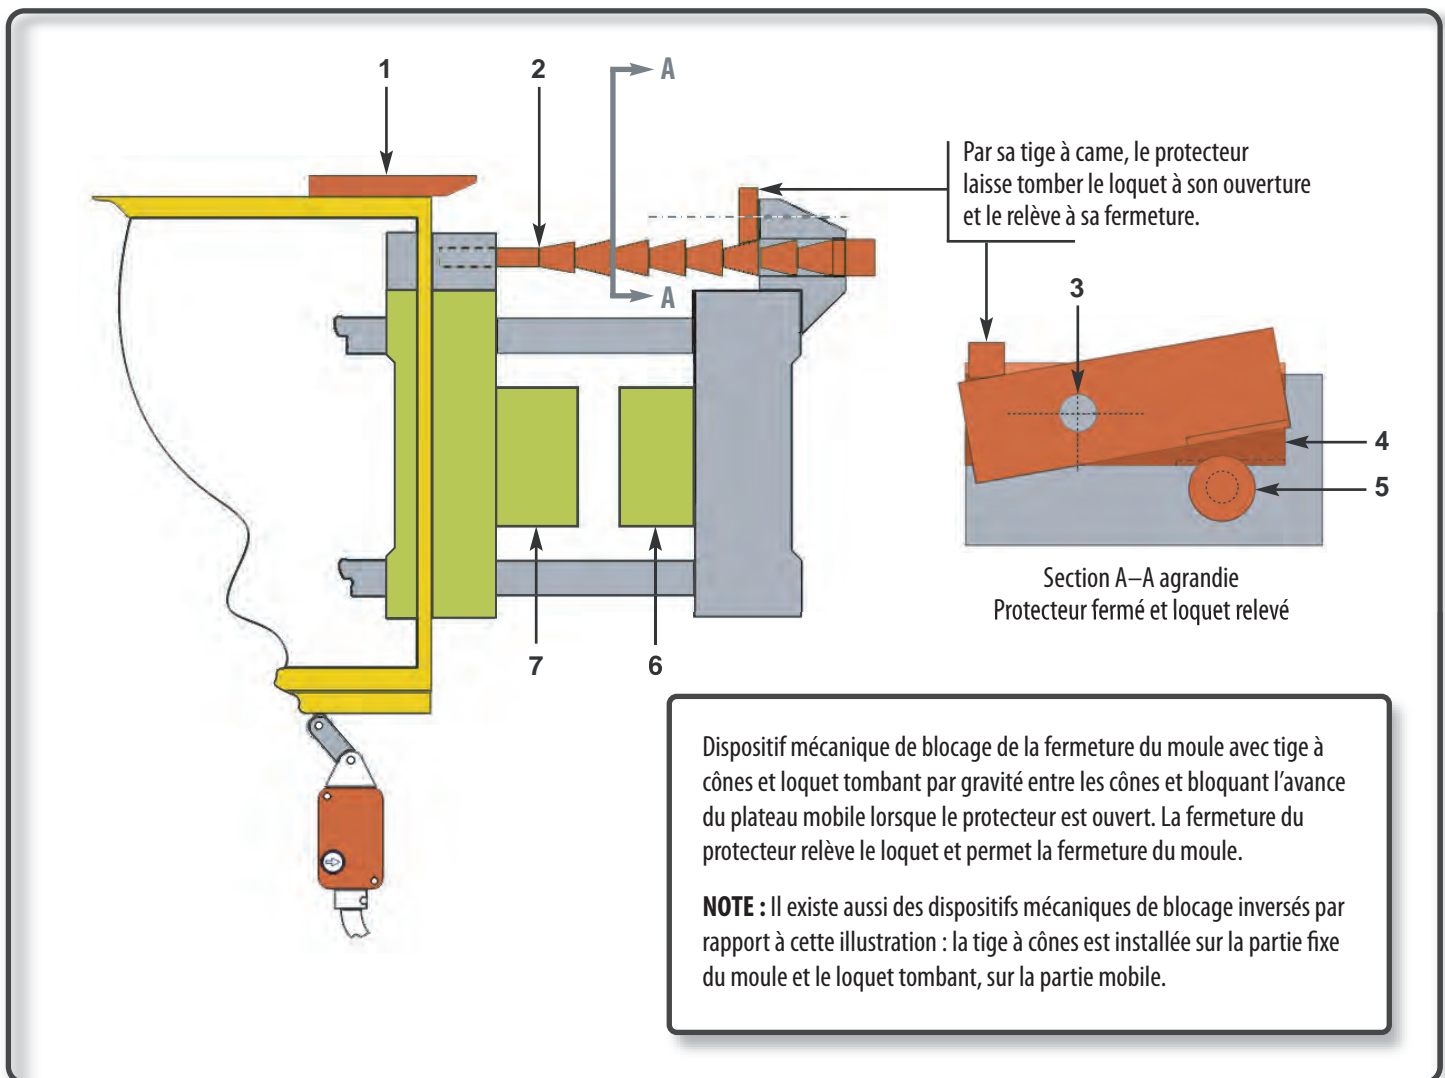 1
2
A
A
Par sa tige à came, le protecteur
laisse tomber le loquet à son ouverture
et le relève à sa fermeture.
3
4
5
Section A–A agrandie
Protecteur fermé et loquet relevé
7
6
Dispositif mécanique de blocage de la fermeture du moule avec tige à
cônes et loquet tombant par gravité entre les cônes et bloquant l’avance
du plateau mobile lorsque le protecteur est ouvert. La fermeture du
protecteur relève le loquet et permet la fermeture du moule.
NOTE : Il existe aussi des dispositifs mécaniques de blocage inversés par
rapport à cette illustration : la tige à cônes est installée sur la partie fixe
du moule et le loquet tombant, sur la partie mobile.